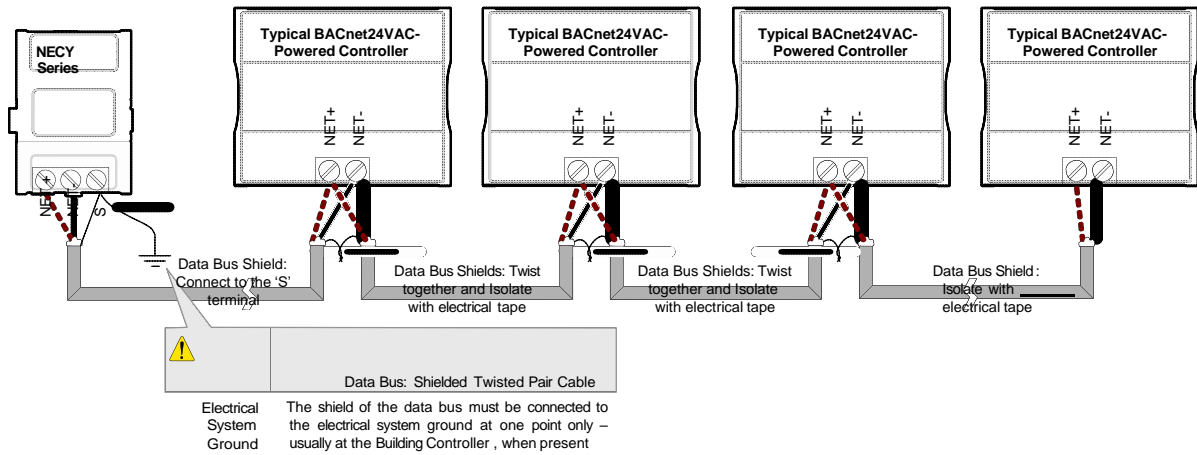 NECY
Series
NET+
NET-
S
Typical BACnet24VAC-
Powered Controller
NET+
NET-
Typical BACnet24VAC-
Powered Controller
NET+
NET-
Typical BACnet24VAC-
Powered Controller
NET+
NET-
Typical BACnet24VAC-
Powered Controller
NET+
NET-
Data Bus Shield:
Connect to the ‘S’
terminal
Data Bus Shields: Twist
together and Isolate
with electrical tape
Data Bus Shields: Twist
together and Isolate
with electrical tape
Data Bus Shield :
Isolate with
electrical tape
Data Bus: Shielded Twisted Pair Cable
Electrical
System
Ground
The shield of the data bus must be connected to
the electrical system ground at one point only –
usually at the Building Controller , when present